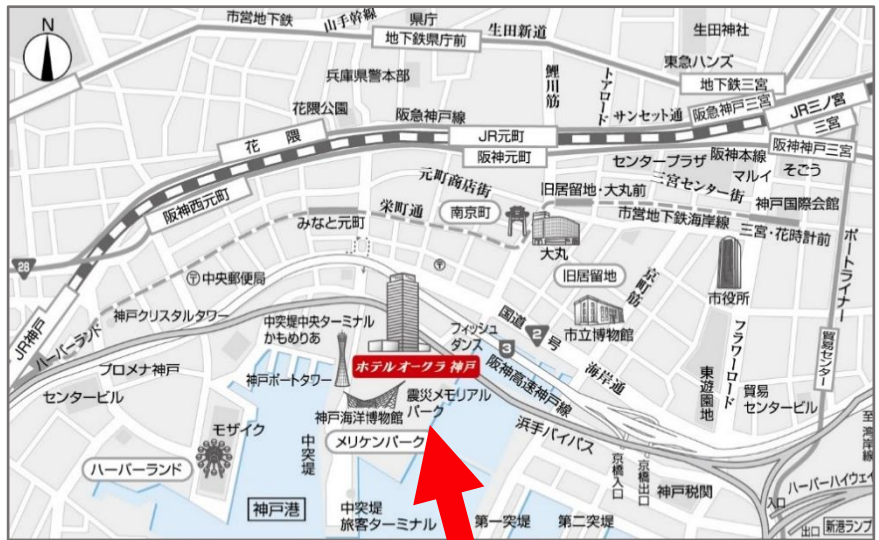 N
市営地下鉄
山手幹線
県庁
地下鉄県庁前
生田新道
生田神社
東急ハンズ
地下鉄三宮
兵庫県警本部
鯉川筋
トアロード
花隈公園
阪急神戸線
サンセット通
阪急神戸三宮
JR三ノ宮
三宮
花隈
JR元町
阪神元町
阪神神戸三宮
センタープラザ
阪神本線
マルイ
そごう
元町商店街
旧居留地・大丸前
三宮センター街
神戸国際会館
阪神西元町
栄町通
南京町
市営地下鉄海岸線
みなと元町
三宮・花時計前
大丸
ポートライナー
28
〒中央郵便局
〒
旧居留地
京町筋
市役所
JR神戸
ハーバーランド
神戸クリスタルタワー
中突堤中央ターミナル
かもめりあ
フィッシュ
ダンス
国道2号
市立博物館
フラワーロード
貿易センター
プロメナ神戸
ホテルオークラ 神戸
3
阪神高速神戸線
海岸通
東遊園地
センタービル
神戸ポートタワー
震災メモリアル
パーク
神戸海洋博物館
貿易
センタービル
モザイク
中突堤
メリケンパーク
浜手バイパス
至湾岸線
ハーバーランド
京橋入口
京橋出口
神戸税関
ハーバーハイウェイ
入口
神戸港
中突堤
旅客ターミナル
第一突堤
第二突堤
出口
新港ランプ